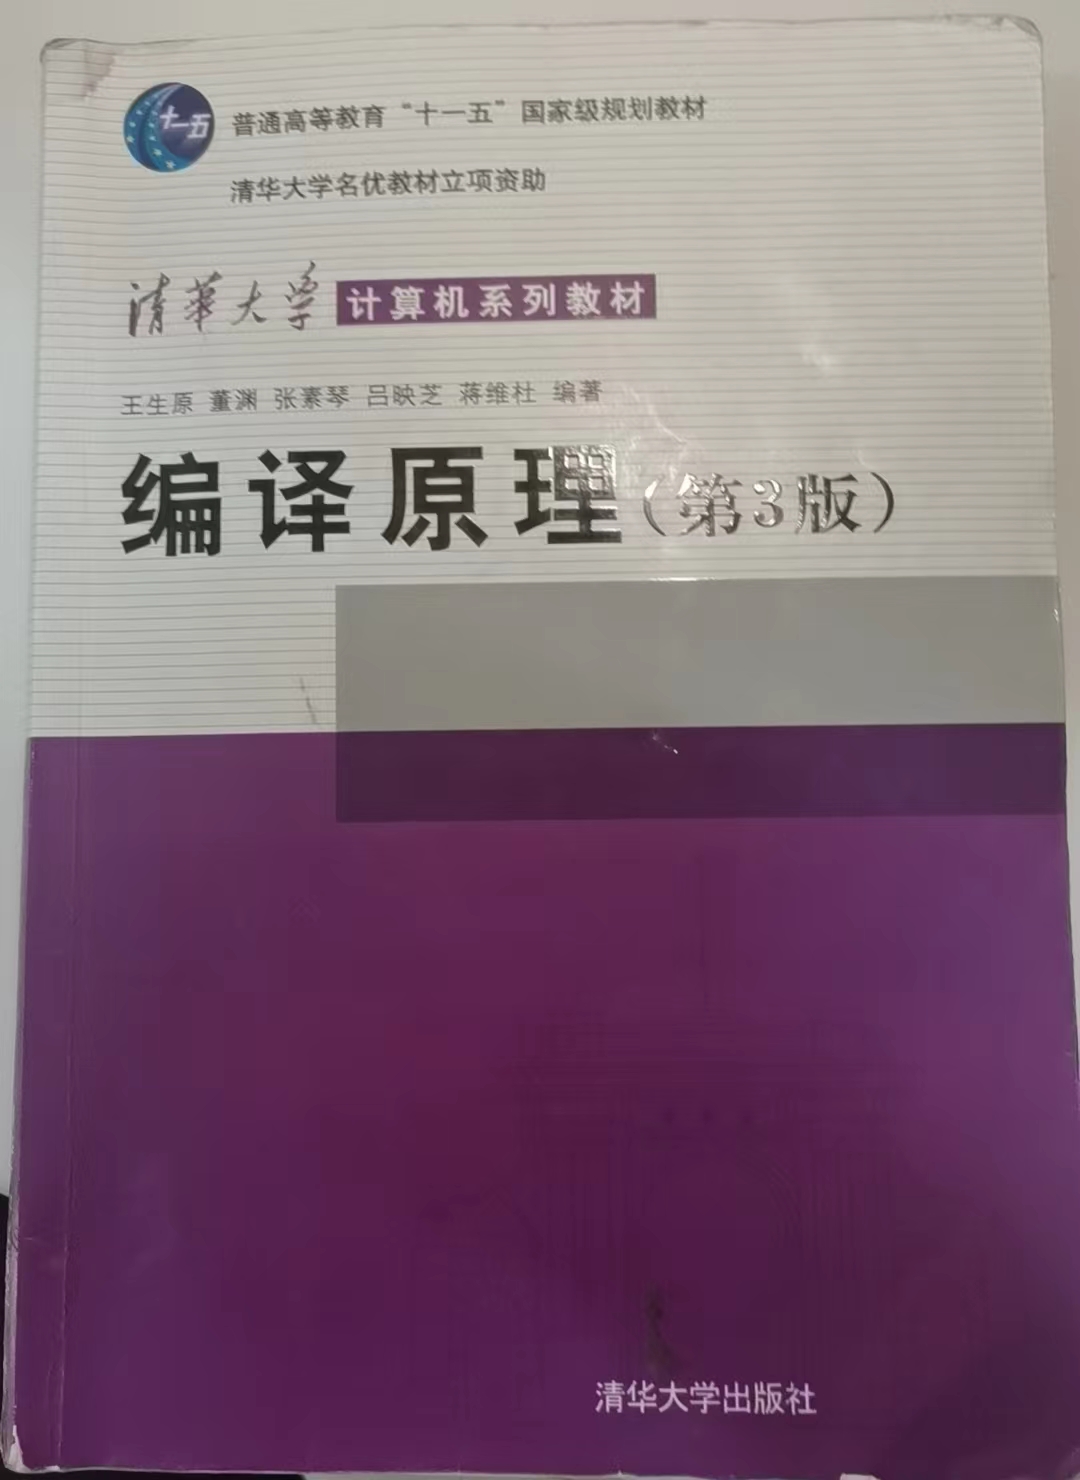 十一五
普通高等教育“十一五”国家级规划教材
清华大学名优教材立项资助
清華大学 计算机系列教材
王生原 董渊 张素琴 吕映芝 蒋维杜 编著
编译原理(第3版)
清华大学出版社